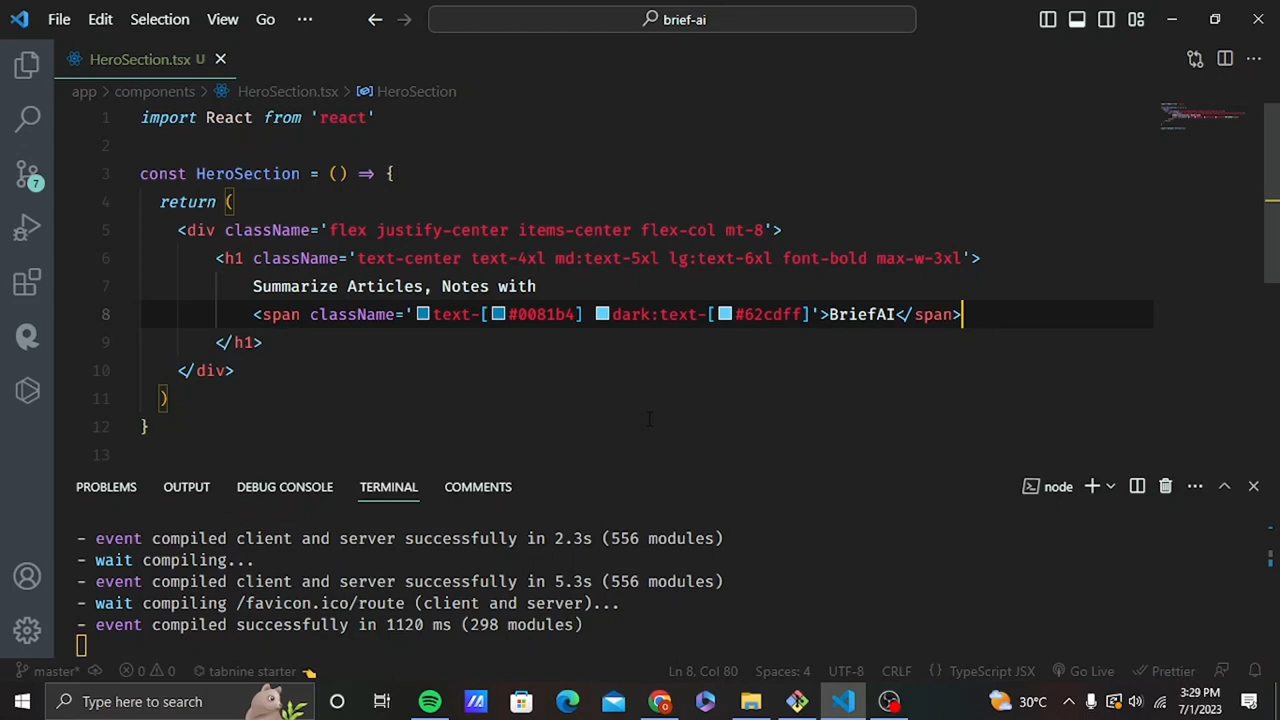 File Edit Selection View Go ··· brief-ai
HeroSection.tsx U
app > components > HeroSection.tsx > HeroSection
1 import React from 'react'
2
3 const HeroSection = () => {
4 return (
5 <div className='flex justify-center items-center flex-col mt-8'>
6 <h1 className='text-center text-4xl md:text-5xl lg:text-6xl font-bold max-w-3xl'>
7 Summarize Articles, Notes with
8 <span className='text-[#0081b4] dark:text-[#62cdff]'>BriefAI</span>
9 </h1>
10 </div>
11 )
12 }
13
7
PROBLEMS OUTPUT DEBUG CONSOLE TERMINAL COMMENTS node
- event compiled client and server successfully in 2.3s (556 modules)
- wait compiling...
- event compiled client and server successfully in 5.3s (556 modules)
- wait compiling /favicon.ico/route (client and server)...
- event compiled successfully in 1120 ms (298 modules)
master* 0 0 tabnine starter Ln 8, Col 80 Spaces: 4 UTF-8 CRLF {} TypeScript JSX Go Live Prettier
Type here to search 30°C 3:29 PM
7/1/2023